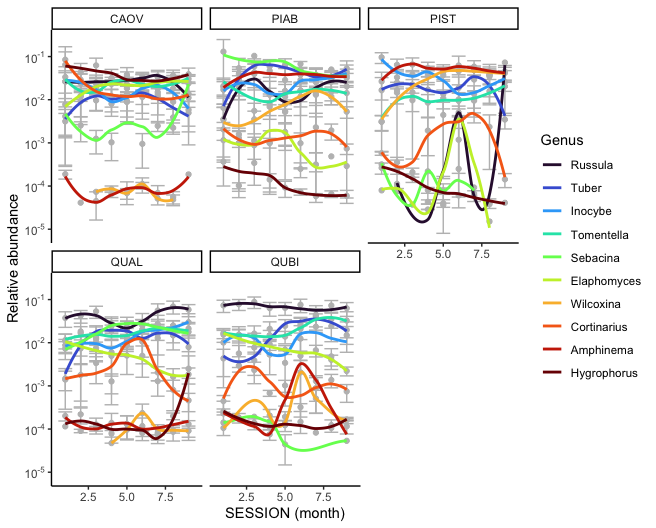 CAOV PIAB PIST
10-1
10-2
10-3
10-4
10-5
2.5 5.0 7.5
QUAL QUBI
10-1
10-2
10-3
10-4
10-5
2.5 5.0 7.5 2.5 5.0 7.5
SESSION (month)
Relative abundance
Genus
Russula
Tuber
Inocybe
Tomentella
Sebacina
Elaphomyces
Wilcoxina
Cortinarius
Amphinema
Hygrophorus